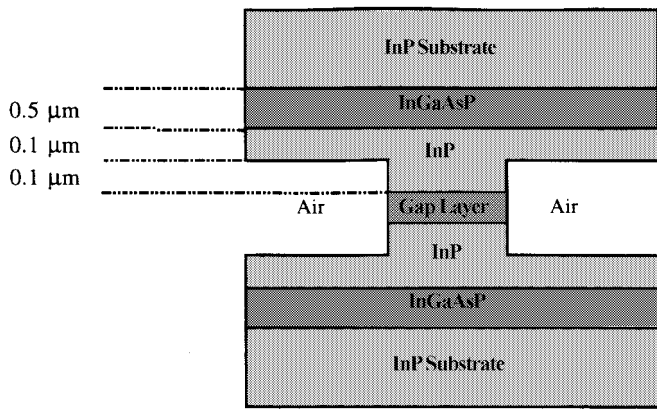 InP Substrate
InGaAsP
0.5 μm
0.1 μm
InP
0.1 μm
Air
Gap Layer
Air
InP
InGaAsP
InP Substrate